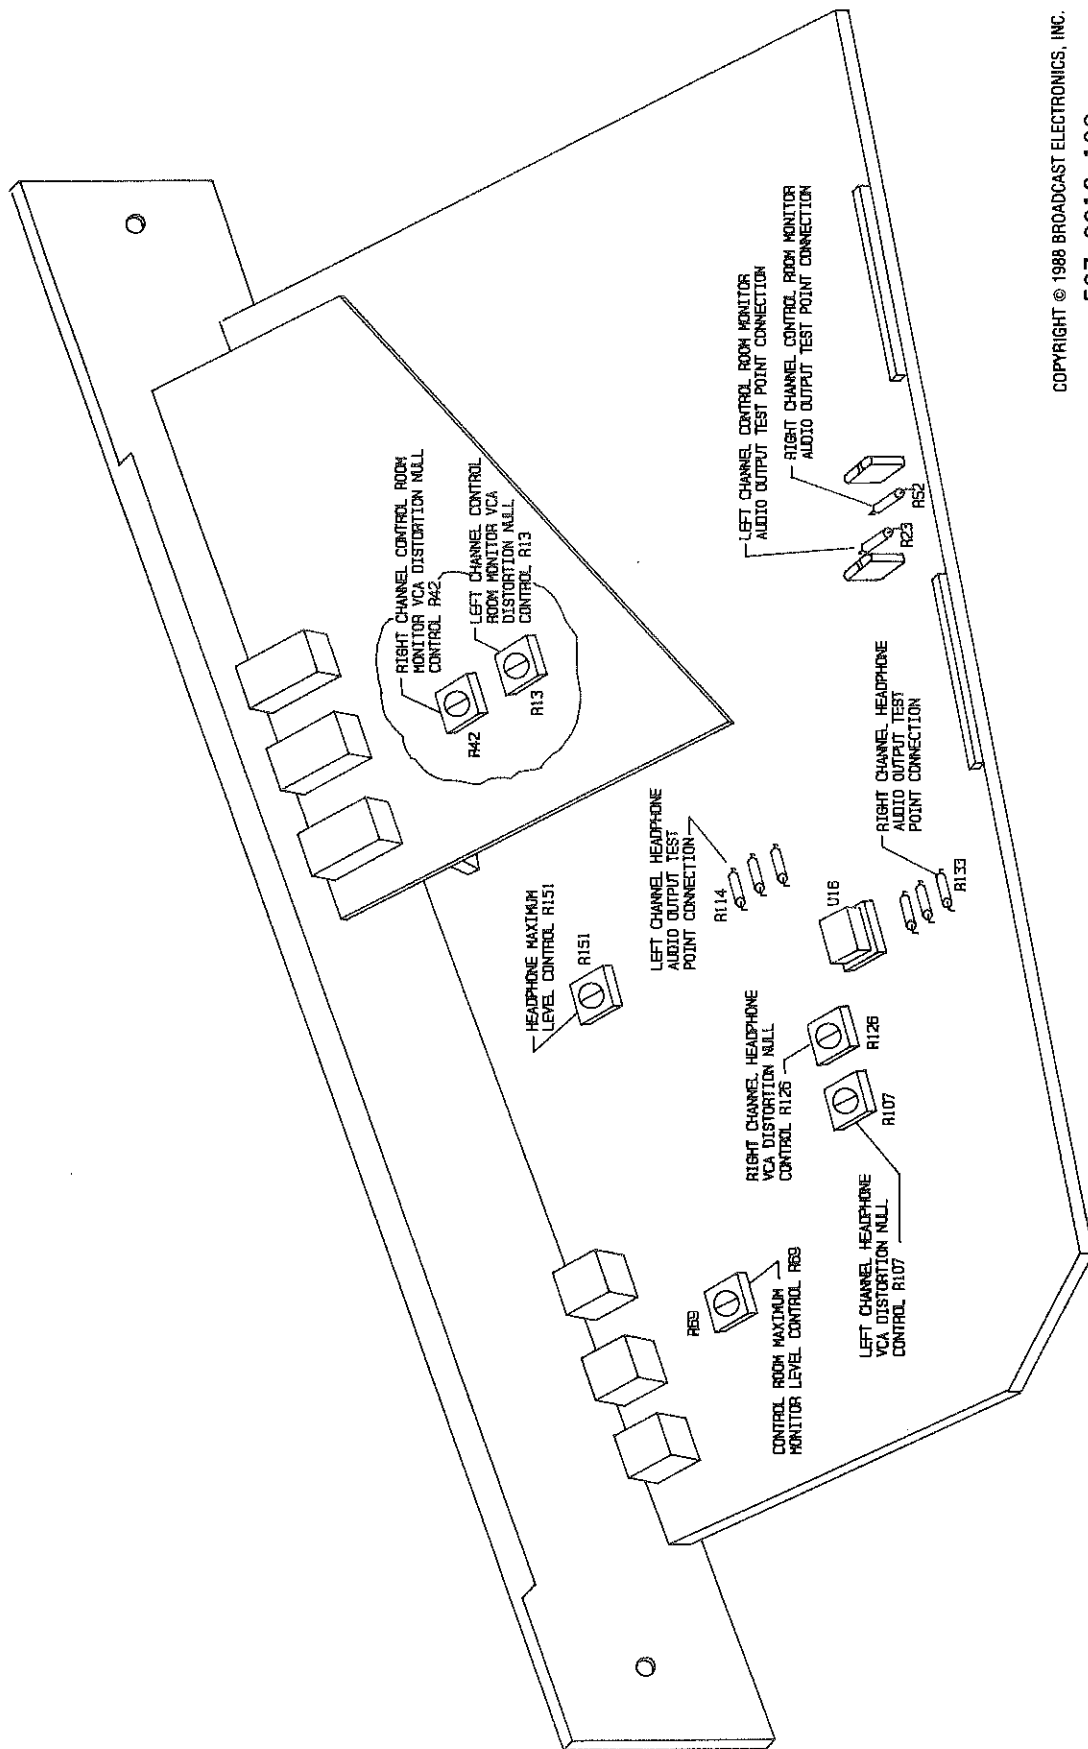 RIGHT CHANNEL CONTROL ROOM
MONITOR VCA DISTORTION NULL
CONTROL R42
LEFT CHANNEL CONTROL
ROOM MONITOR VCA
DISTORTION NULL
CONTROL R13
R42
R13
HEADPHONE MAXIMUM
LEVEL CONTROL R151
R151
LEFT CHANNEL HEADPHONE
AUDIO OUTPUT TEST
POINT CONNECTION
R114
LEFT CHANNEL CONTROL ROOM MONITOR
AUDIO OUTPUT TEST POINT CONNECTION
RIGHT CHANNEL CONTROL ROOM MONITOR
AUDIO OUTPUT TEST POINT CONNECTION
R23
R52
RIGHT CHANNEL HEADPHONE
AUDIO OUTPUT TEST
POINT CONNECTION
U16
R133
RIGHT CHANNEL HEADPHONE
VCA DISTORTION NULL
CONTROL R126
R126
R107
LEFT CHANNEL HEADPHONE
VCA DISTORTION NULL
CONTROL R107
R69
CONTROL ROOM MAXIMUM
MONITOR LEVEL CONTROL R69
COPYRIGHT © 1988 BROADCAST ELECTRONICS, INC.